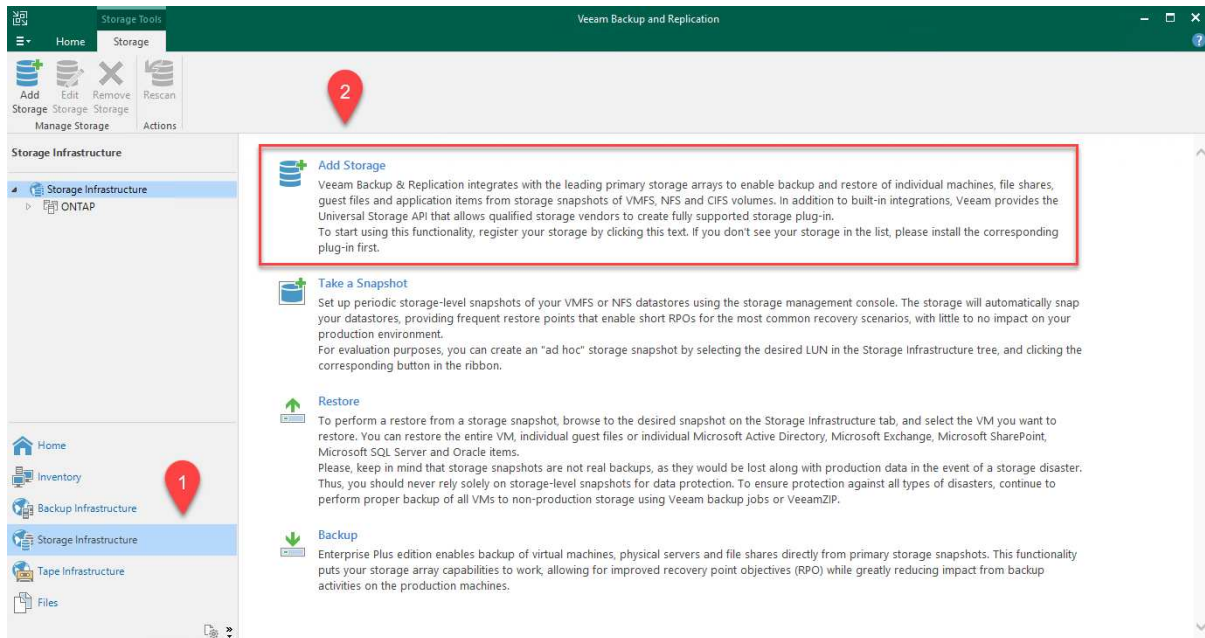 Storage Tools
Veeam Backup and Replication
Home Storage
Add Storage
Edit Storage
Remove Storage
Rescan
Manage Storage
Actions
2
Storage Infrastructure
Storage Infrastructure
ONTAP
Add Storage
Veeam Backup & Replication integrates with the leading primary storage arrays to enable backup and restore of individual machines, file shares,
guest files and application items from storage snapshots of VMFS, NFS and CIFS volumes. In addition to built-in integrations, Veeam provides the
Universal Storage API that allows qualified storage vendors to create fully supported storage plug-in.
To start using this functionality, register your storage by clicking this text. If you don't see your storage in the list, please install the corresponding
plug-in first.
Take a Snapshot
Set up periodic storage-level snapshots of your VMFS or NFS datastores using the storage management console. The storage will automatically snap
your datastores, providing frequent restore points that enable short RPOs for the most common recovery scenarios, with little to no impact on your
production environment.
For evaluation purposes, you can create an "ad hoc" storage snapshot by selecting the desired LUN in the Storage Infrastructure tree, and clicking the
corresponding button in the ribbon.
Restore
To perform a restore from a storage snapshot, browse to the desired snapshot on the Storage Infrastructure tab, and select the VM you want to
restore. You can restore the entire VM, individual guest files or individual Microsoft Active Directory, Microsoft Exchange, Microsoft SharePoint,
Microsoft SQL Server and Oracle items.
Please, keep in mind that storage snapshots are not real backups, as they would be lost along with production data in the event of a storage disaster.
Thus, you should never rely solely on storage-level snapshots for data protection. To ensure protection against all types of disasters, continue to
perform proper backup of all VMs to non-production storage using Veeam backup jobs or VeeamZIP.
Backup
Enterprise Plus edition enables backup of virtual machines, physical servers and file shares directly from primary storage snapshots. This functionality
puts your storage array capabilities to work, allowing for improved recovery point objectives (RPO) while greatly reducing impact from backup
activities on the production machines.
Home
Inventory
1
Backup Infrastructure
Storage Infrastructure
Tape Infrastructure
Files